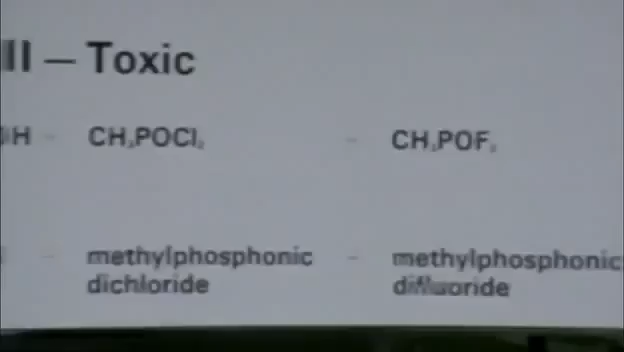 II – Toxic
H - CH₃POCl₂ - CH₃POF₂
- methylphosphonic - methylphosphonic
dichloride difluoride